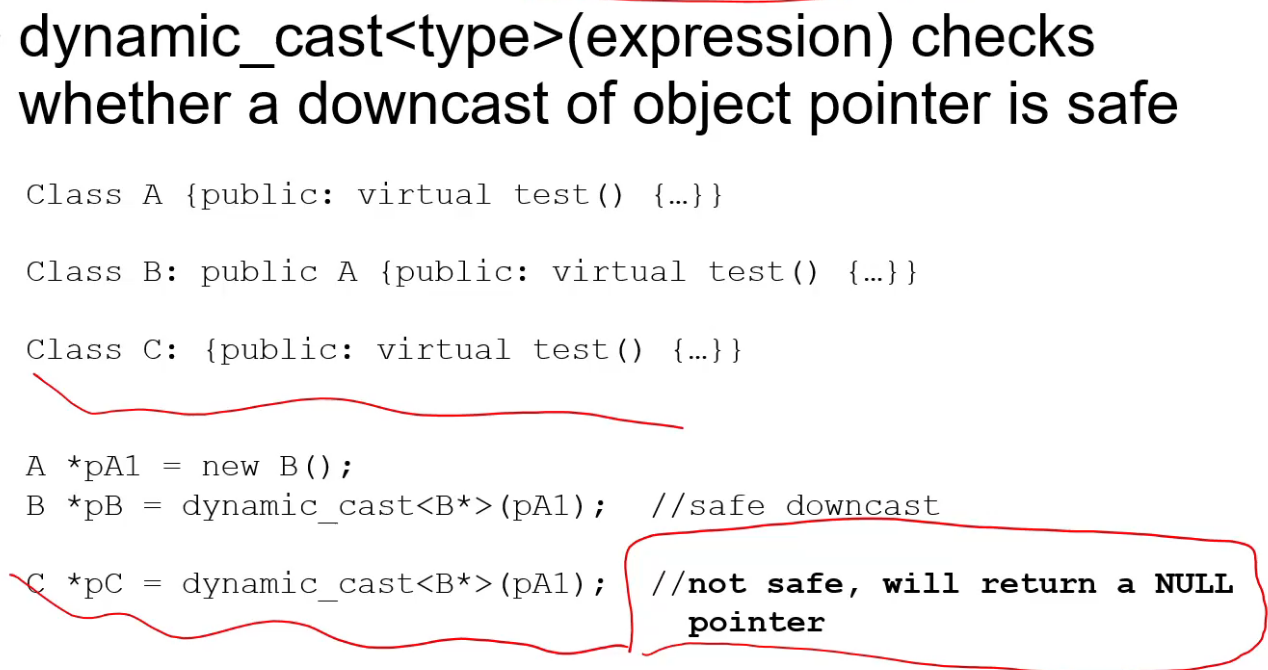 dynamic_cast<type>(expression) checks
whether a downcast of object pointer is safe
Class A {public: virtual test() {…}}
Class B: public A {public: virtual test() {…}}
Class C: {public: virtual test() {…}}
A *pA1 = new B();
B *pB = dynamic_cast<B*>(pA1); //safe downcast
C *pC = dynamic_cast<B*>(pA1); //not safe, will return a NULL
pointer